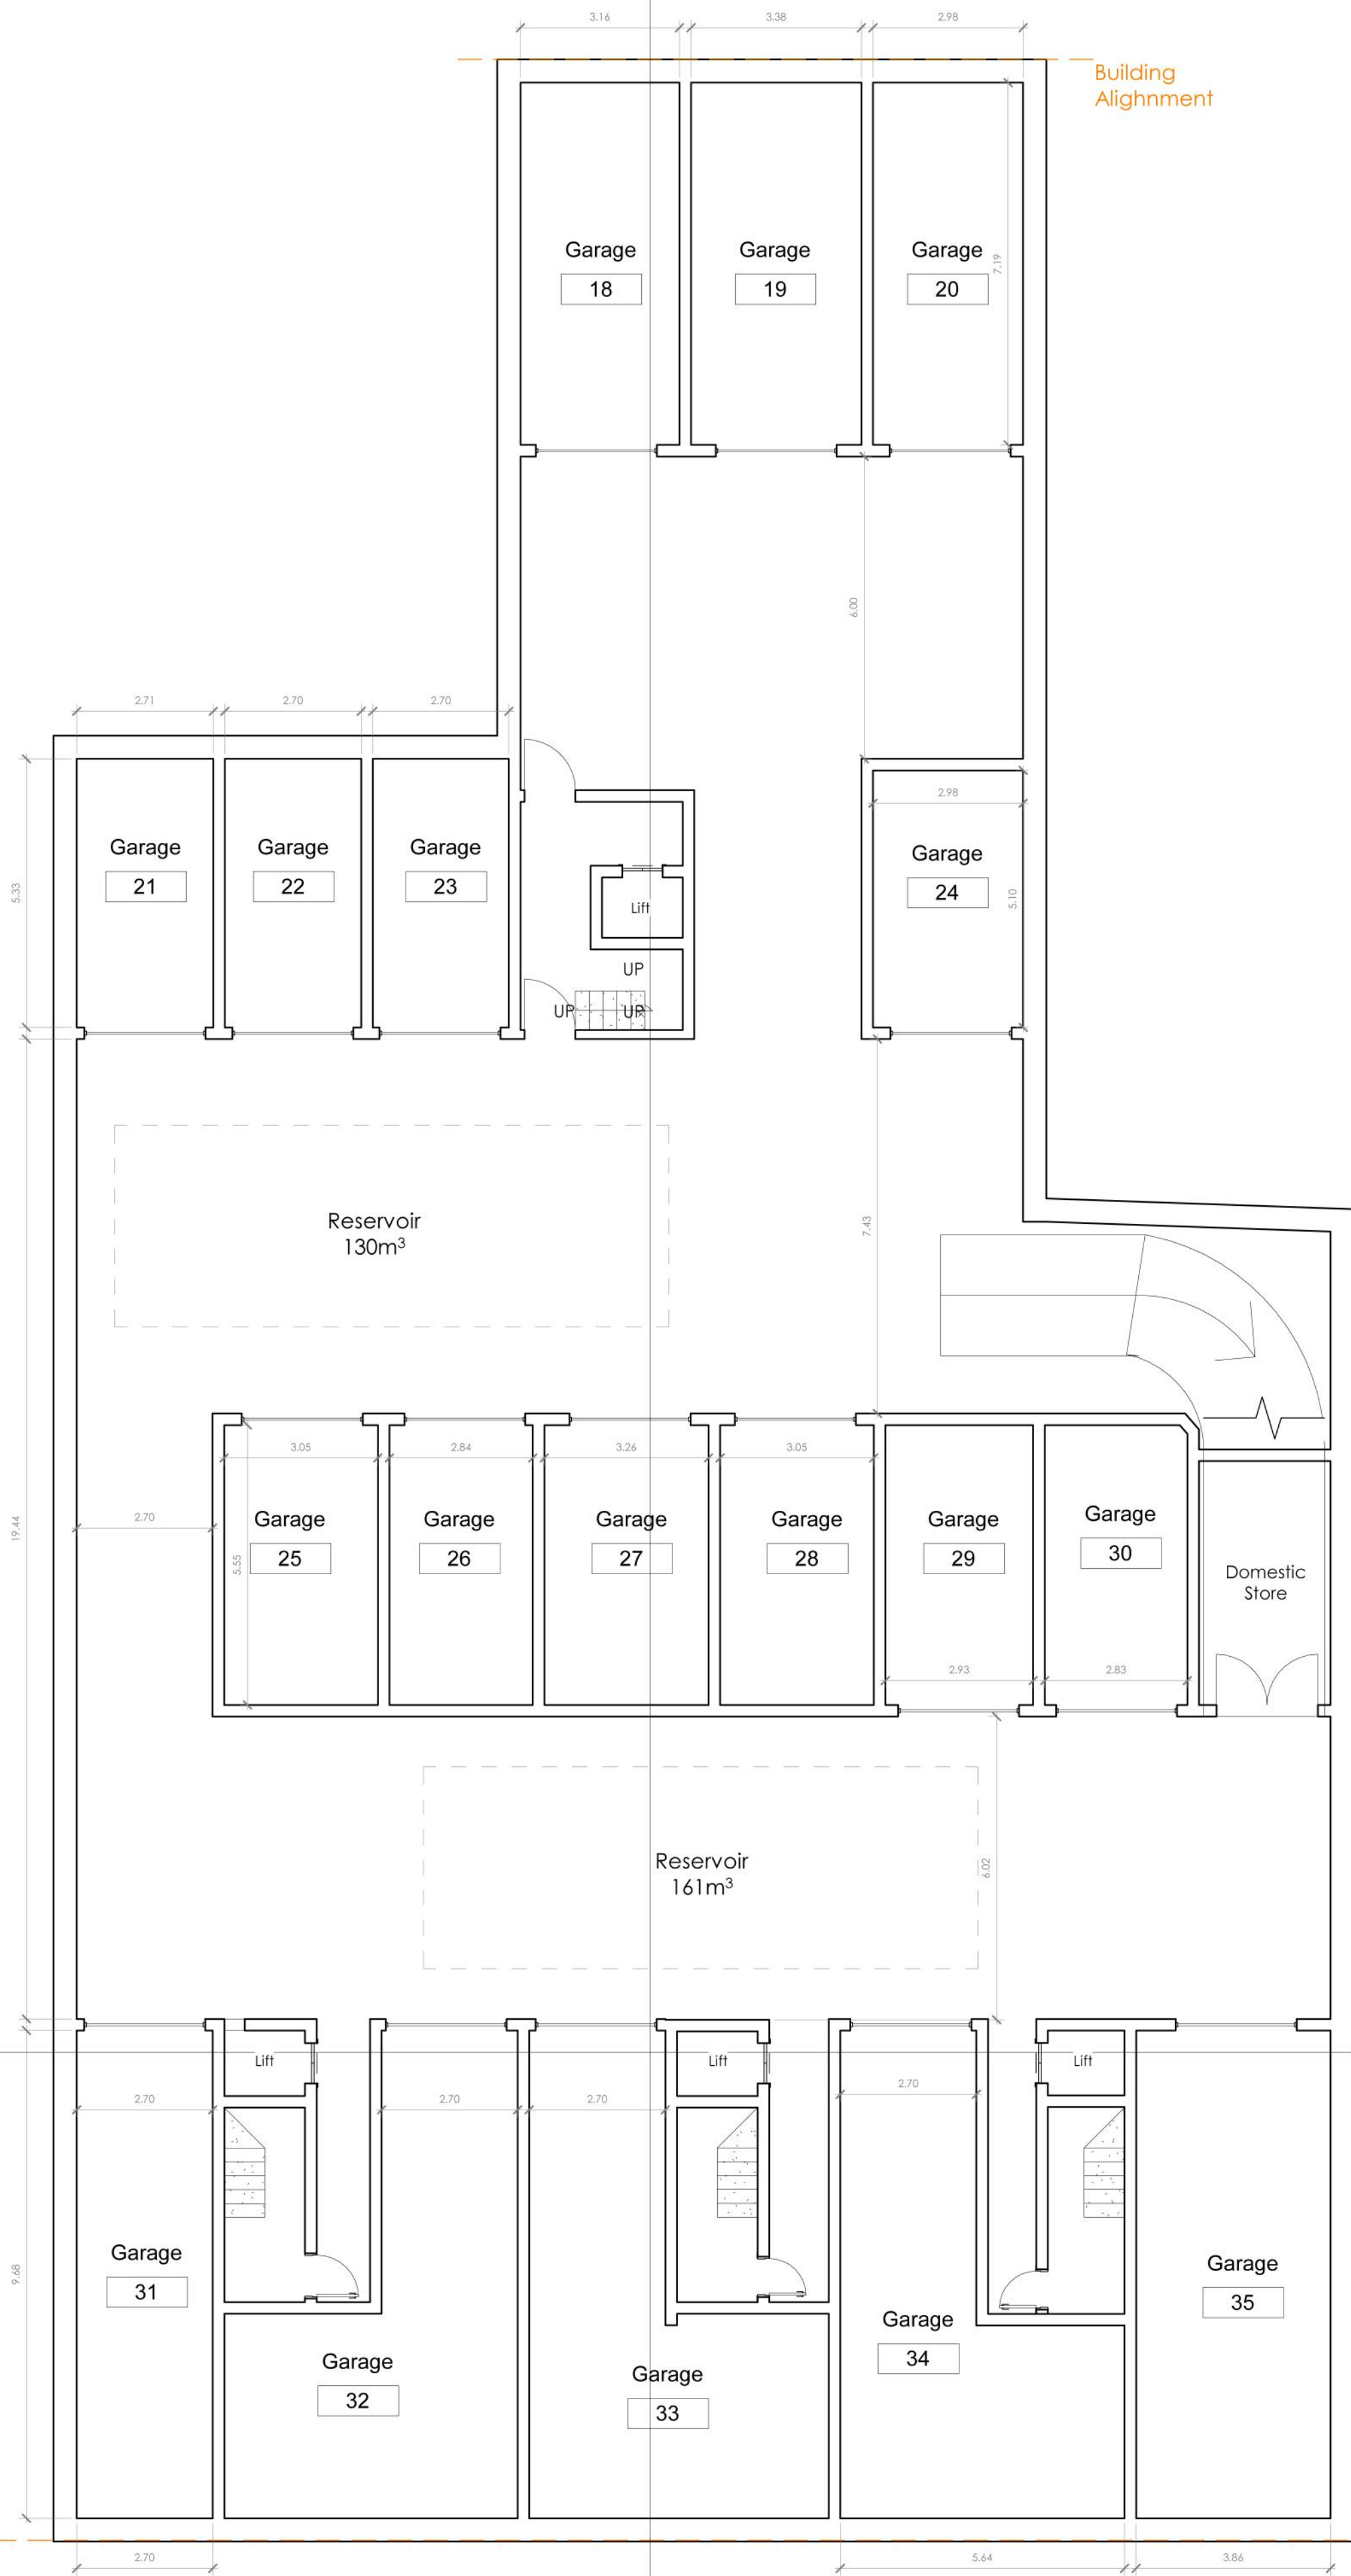 3.16
3.38
2.98
Building
Alighnment
Garage
18
Garage
19
Garage
20
7.19
6.00
2.71
2.70
2.70
5.33
Garage
21
Garage
22
Garage
23
Lift
UP
UP
UP
2.98
Garage
24
5.10
Reservoir
130m³
7.43
19.44
2.70
3.05
2.84
3.26
3.05
5.55
Garage
25
Garage
26
Garage
27
Garage
28
Garage
29
Garage
30
2.93
2.83
Domestic
Store
Reservoir
161m³
6.02
Lift
Lift
Lift
2.70
2.70
2.70
2.70
9.68
Garage
31
Garage
32
Garage
33
Garage
34
Garage
35
2.70
5.64
3.86